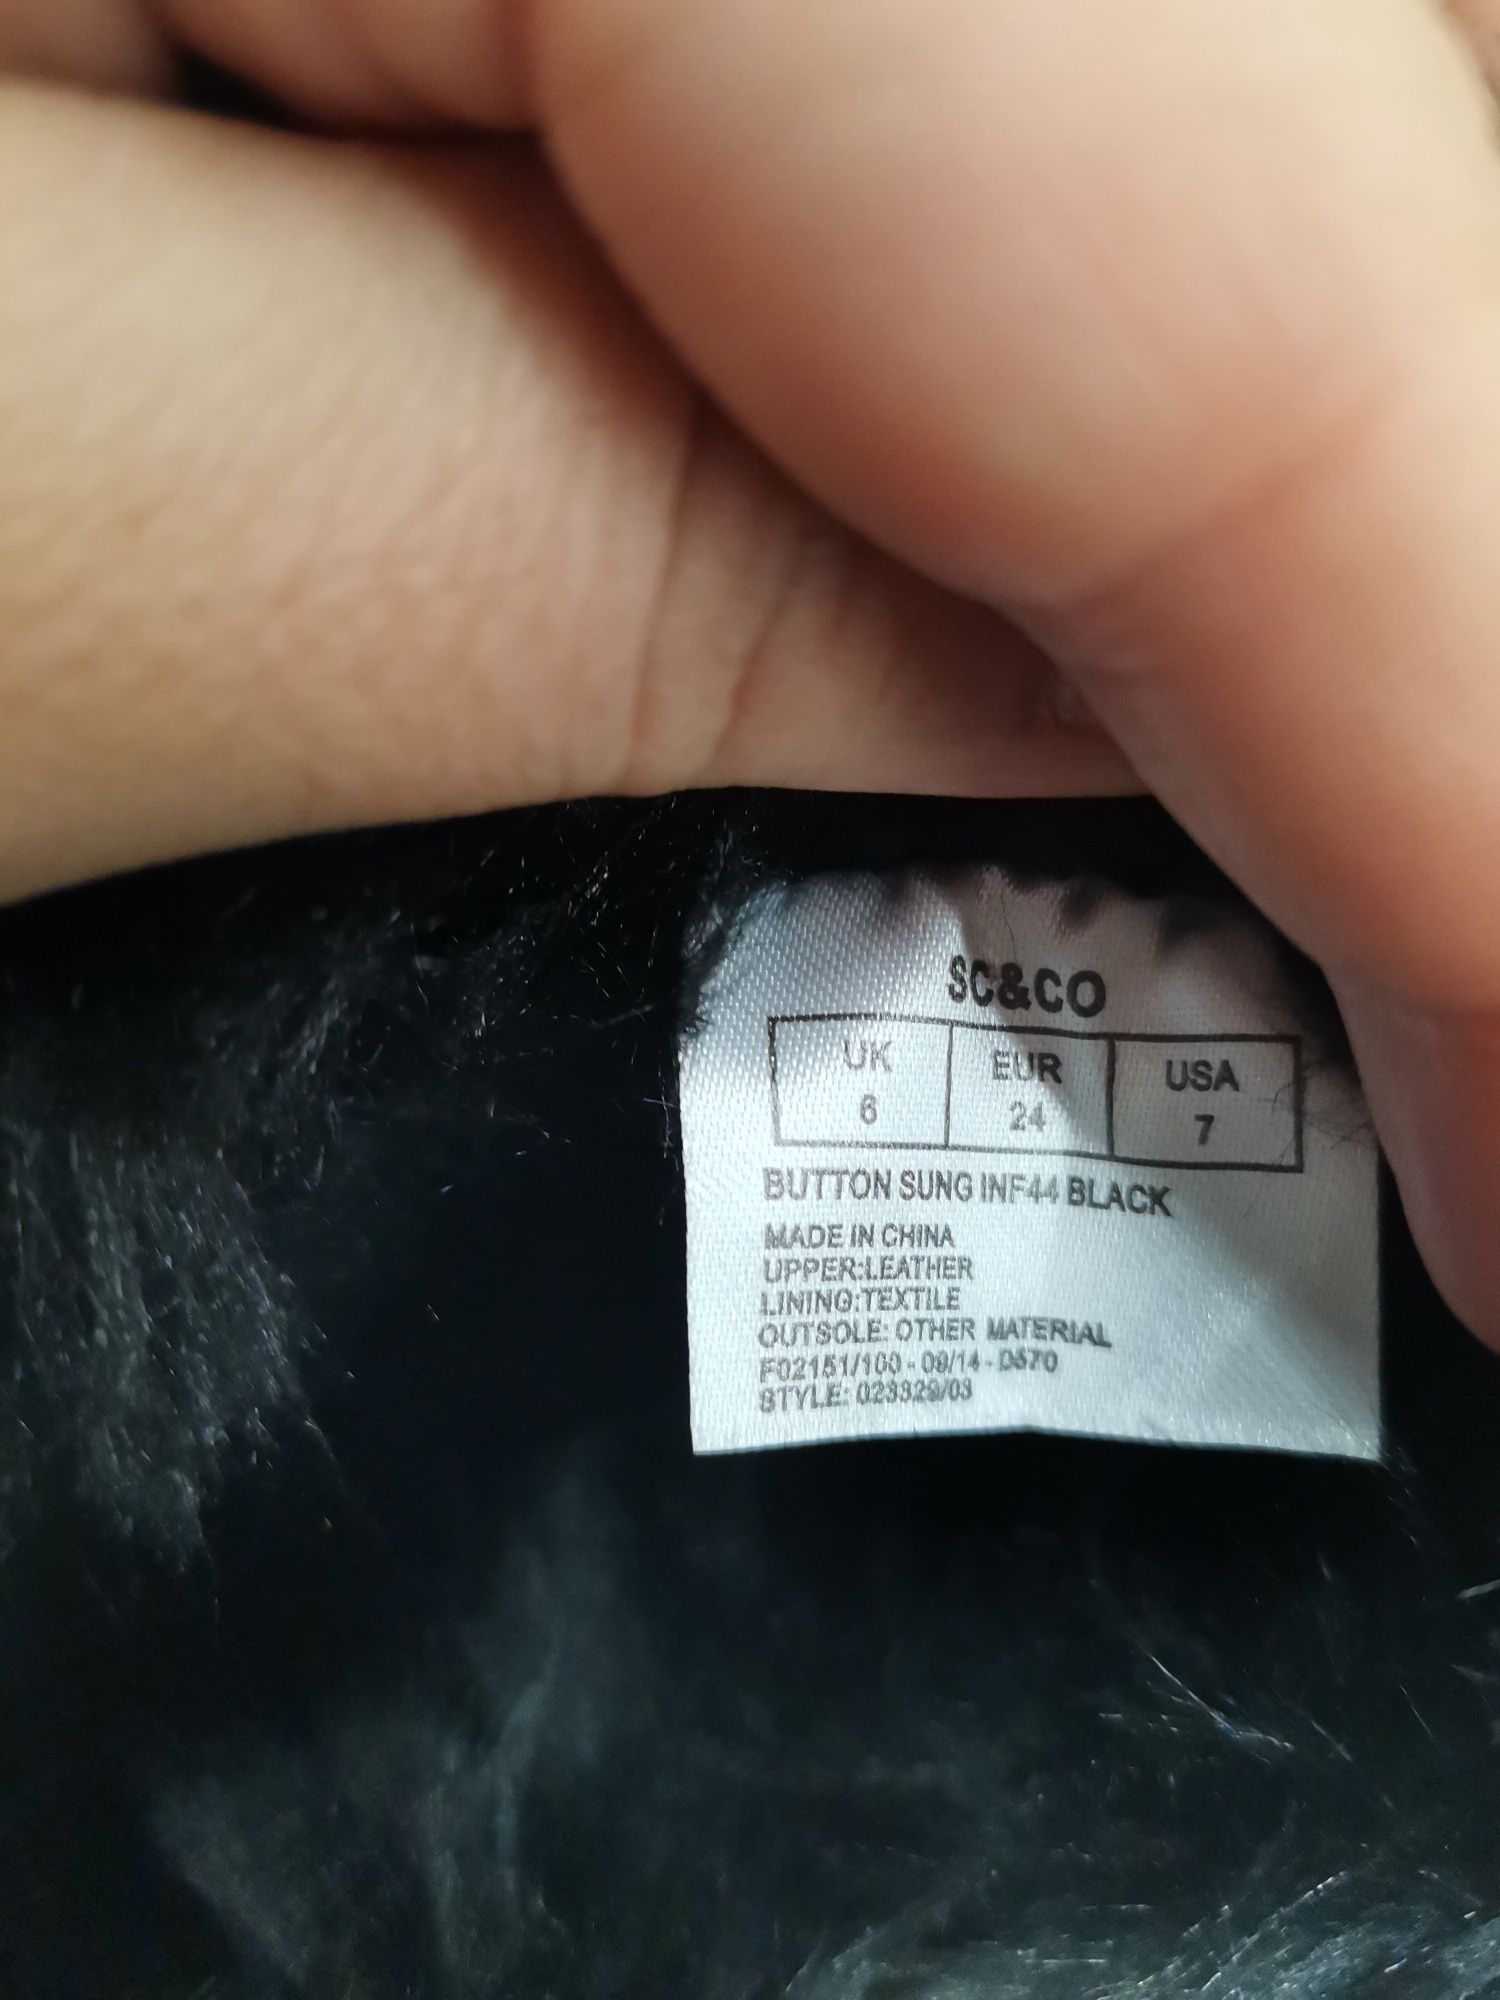 SC&CO
UK EUR USA
6 24 7
BUTTON SUNG INF44 BLACK
MADE IN CHINA
UPPER:LEATHER
LINING:TEXTILE
OUTSOLE: OTHER MATERIAL
F02151/100 - 09/14 - D570
STYLE: 023329/03